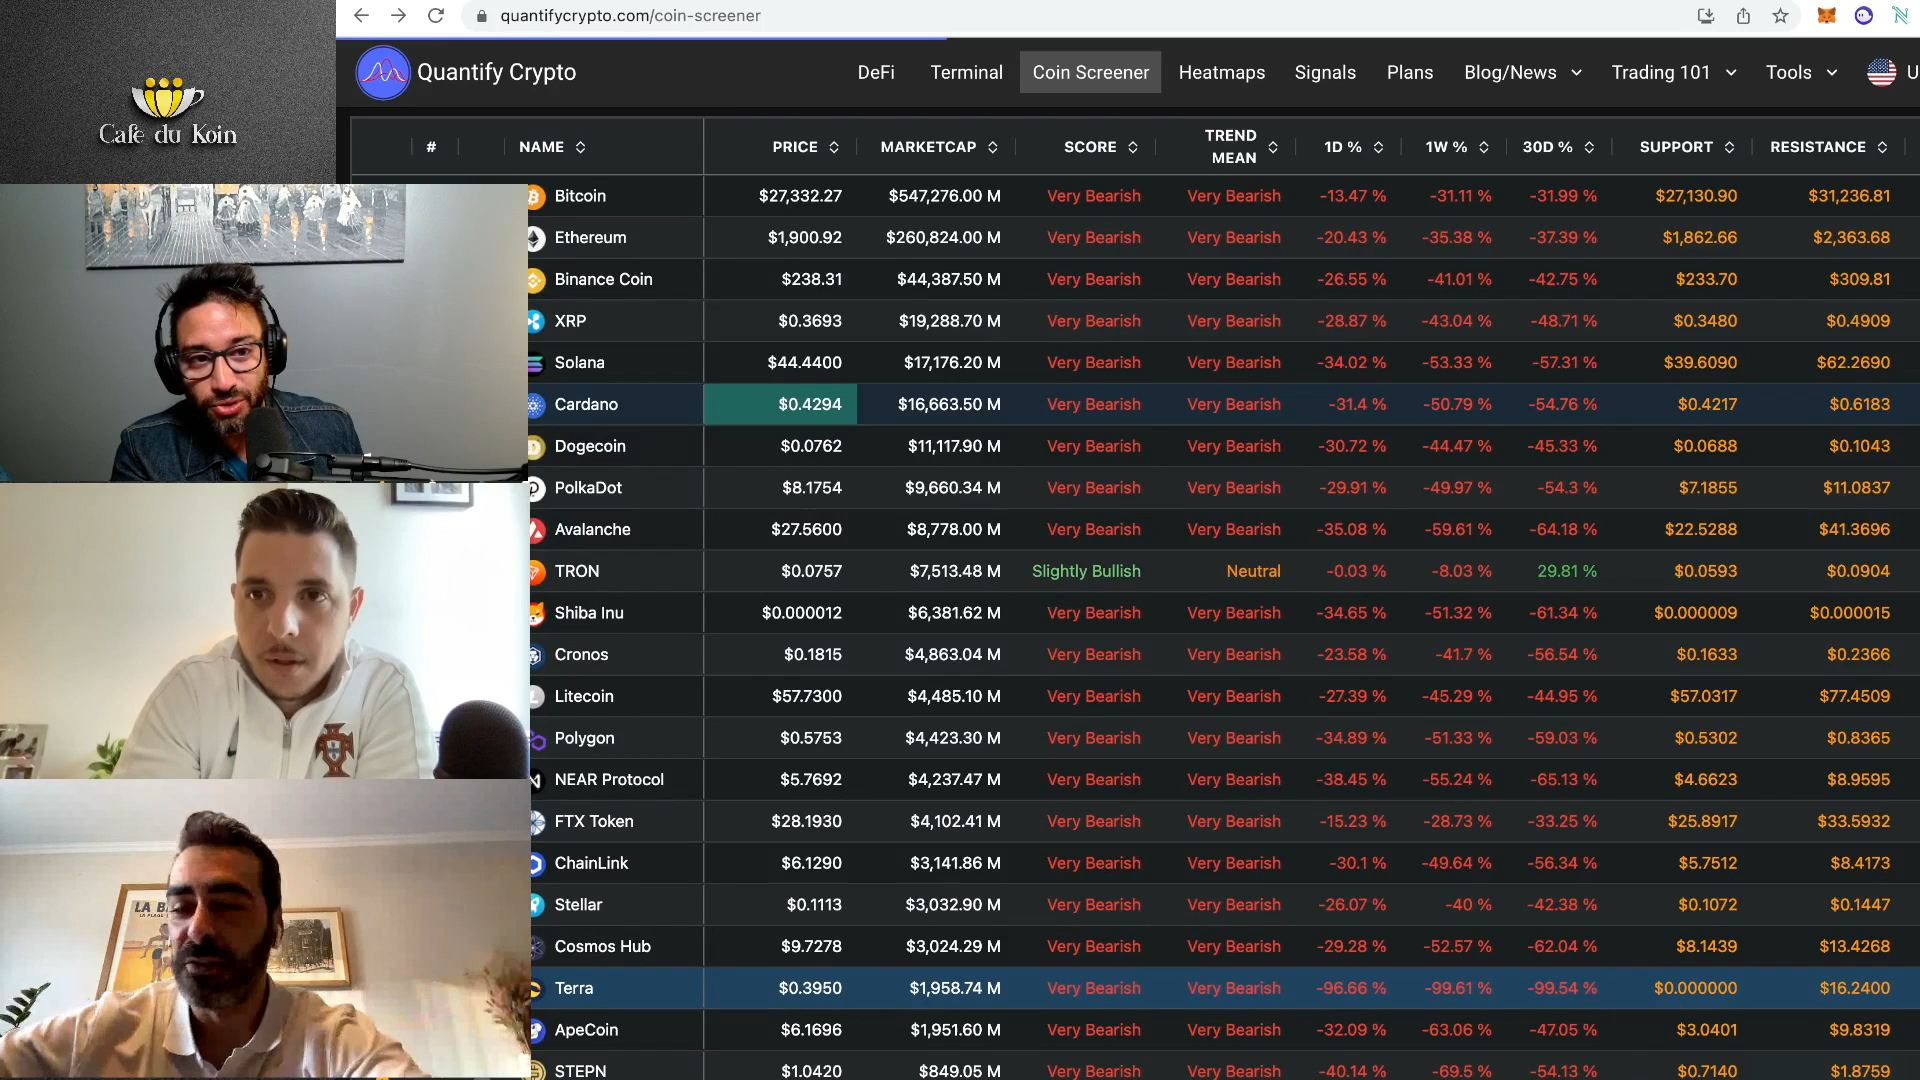 quantifycrypto.com/coin-screener
Cafe du Koin
Quantify Crypto DeFi Terminal Coin Screener Heatmaps Signals Plans Blog/News Trading 101 Tools U
# NAME PRICE MARKETCAP SCORE TREND MEAN 1D % 1W % 30D % SUPPORT RESISTANCE
Bitcoin $27,332.27 $547,276.00 M Very Bearish Very Bearish -13.47 % -31.11 % -31.99 % $27,130.90 $31,236.81
Ethereum $1,900.92 $260,824.00 M Very Bearish Very Bearish -20.43 % -35.38 % -37.39 % $1,862.66 $2,363.68
Binance Coin $238.31 $44,387.50 M Very Bearish Very Bearish -26.55 % -41.01 % -42.75 % $233.70 $309.81
XRP $0.3693 $19,288.70 M Very Bearish Very Bearish -28.87 % -43.04 % -48.71 % $0.3480 $0.4909
Solana $44.4400 $17,176.20 M Very Bearish Very Bearish -34.02 % -53.33 % -57.31 % $39.6090 $62.2690
Cardano $0.4294 $16,663.50 M Very Bearish Very Bearish -31.4 % -50.79 % -54.76 % $0.4217 $0.6183
Dogecoin $0.0762 $11,117.90 M Very Bearish Very Bearish -30.72 % -44.47 % -45.33 % $0.0688 $0.1043
PolkaDot $8.1754 $9,660.34 M Very Bearish Very Bearish -29.91 % -49.97 % -54.3 % $7.1855 $11.0837
Avalanche $27.5600 $8,778.00 M Very Bearish Very Bearish -35.08 % -59.61 % -64.18 % $22.5288 $41.3696
TRON $0.0757 $7,513.48 M Slightly Bullish Neutral -0.03 % -8.03 % 29.81 % $0.0593 $0.0904
Shiba Inu $0.000012 $6,381.62 M Very Bearish Very Bearish -34.65 % -51.32 % -61.34 % $0.000009 $0.000015
Cronos $0.1815 $4,863.04 M Very Bearish Very Bearish -23.58 % -41.7 % -56.54 % $0.1633 $0.2366
Litecoin $57.7300 $4,485.10 M Very Bearish Very Bearish -27.39 % -45.29 % -44.95 % $57.0317 $77.4509
Polygon $0.5753 $4,423.30 M Very Bearish Very Bearish -34.89 % -51.33 % -59.03 % $0.5302 $0.8365
NEAR Protocol $5.7692 $4,237.47 M Very Bearish Very Bearish -38.45 % -55.24 % -65.13 % $4.6623 $8.9595
FTX Token $28.1930 $4,102.41 M Very Bearish Very Bearish -15.23 % -28.73 % -33.25 % $25.8917 $33.5932
ChainLink $6.1290 $3,141.86 M Very Bearish Very Bearish -30.1 % -49.64 % -56.34 % $5.7512 $8.4173
Stellar $0.1113 $3,032.90 M Very Bearish Very Bearish -26.07 % -40 % -42.38 % $0.1072 $0.1447
Cosmos Hub $9.7278 $3,024.29 M Very Bearish Very Bearish -29.28 % -52.57 % -62.04 % $8.1439 $13.4268
Terra $0.3950 $1,958.74 M Very Bearish Very Bearish -96.66 % -99.61 % -99.54 % $0.000000 $16.2400
ApeCoin $6.1696 $1,951.60 M Very Bearish Very Bearish -32.09 % -63.06 % -47.05 % $3.0401 $9.8319
STEPN $1.0420 $849.05 M Very Bearish Very Bearish -40.14 % -69.5 % -54.13 % $0.7140 $1.8759
LA B